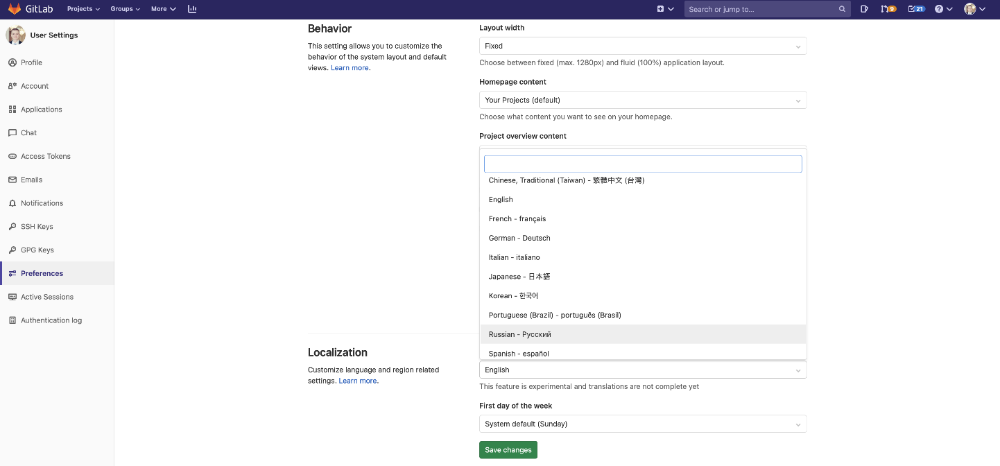 GitLab
Projects
Groups
More
Search or jump to...
9
21
User Settings
Profile
Account
Applications
Chat
Access Tokens
Emails
Notifications
SSH Keys
GPG Keys
Preferences
Active Sessions
Authentication log
Behavior
This setting allows you to customize the
behavior of the system layout and default
views. Learn more.
Layout width
Fixed
Choose between fixed (max. 1280px) and fluid (100%) application layout.
Homepage content
Your Projects (default)
Choose what content you want to see on your homepage.
Project overview content
Chinese, Traditional (Taiwan) - 繁體中文 (台灣)
English
French - français
German - Deutsch
Italian - italiano
Japanese - 日本語
Korean - 한국어
Portuguese (Brazil) - português (Brasil)
Russian - Русский
Spanish - español
Localization
Customize language and region related
settings. Learn more.
English
This feature is experimental and translations are not complete yet
First day of the week
System default (Sunday)
Save changes